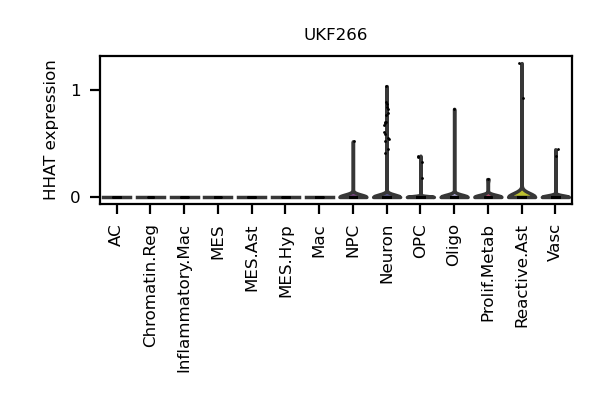 UKF266
HHAT expression
1
0
AC
Chromatin.Reg
Inflammatory.Mac
MES
MES.Ast
MES.Hyp
Mac
NPC
Neuron
OPC
Oligo
Prolif.Metab
Reactive.Ast
Vasc